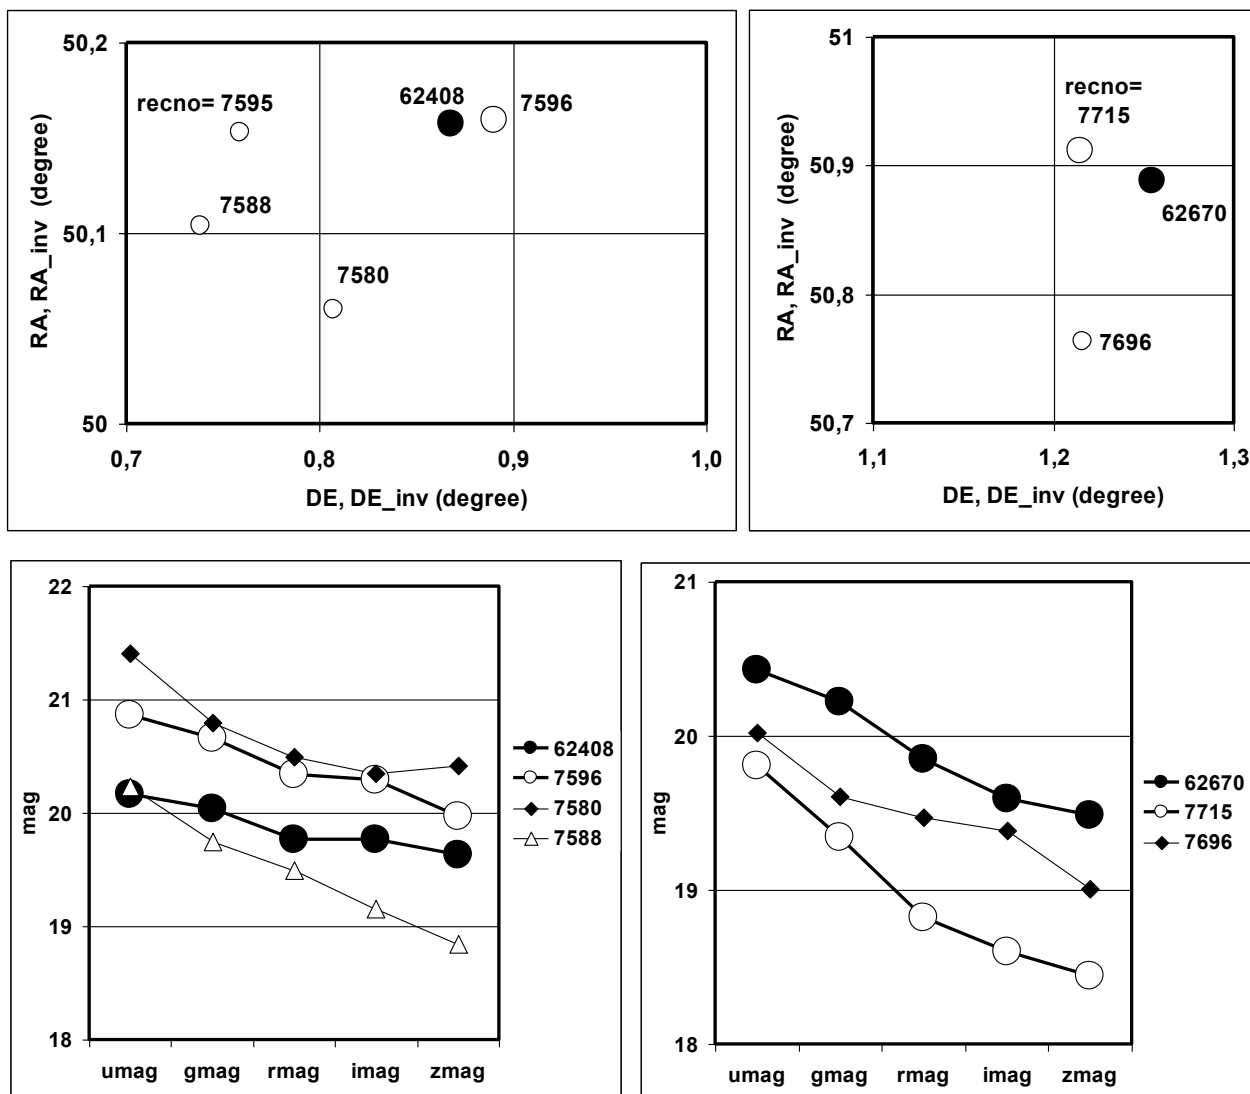 50,2
50,1
50
RA, RA_inv (degree)
recno= 7595
62408
7596
7588
7580
0,7
0,8
0,9
1,0
DE, DE_inv (degree)
51
50,9
50,8
50,7
RA, RA_inv (degree)
recno=
7715
62670
7696
1,1
1,2
1,3
DE, DE_inv (degree)
22
21
20
19
18
mag
umag
gmag
rmag
imag
zmag
62408
7596
7580
7588
21
20
19
18
mag
umag
gmag
rmag
imag
zmag
62670
7715
7696